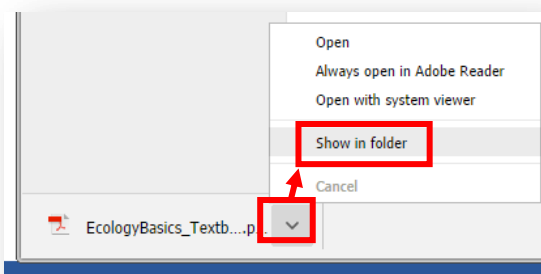 Open
Always open in Adobe Reader
Open with system viewer
Show in folder
Cancel
EcologyBasics_Textb....p...